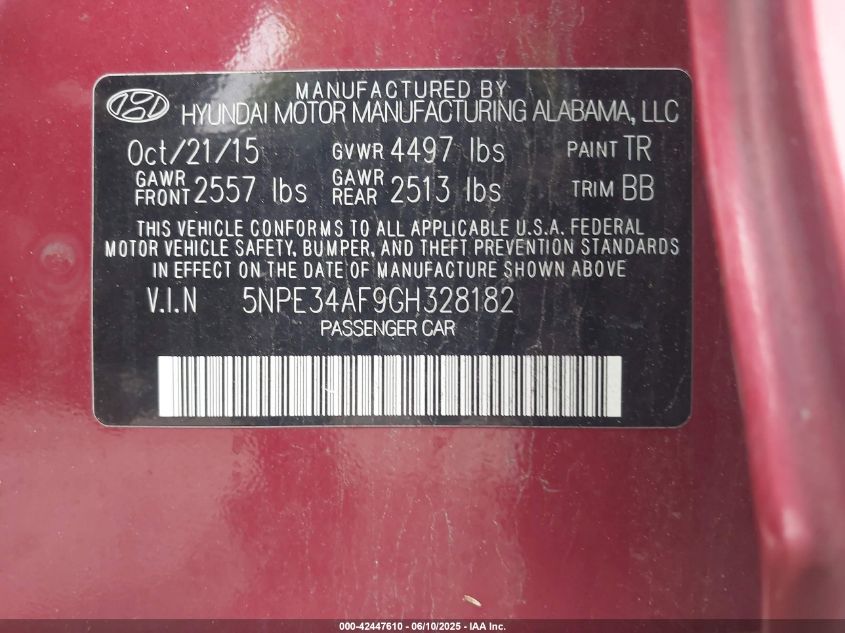 MANUFACTURED BY
HYUNDAI MOTOR MANUFACTURING ALABAMA, LLC
Oct/21/15 GVWR 4497 lbs PAINT TR
GAWR FRONT 2557 lbs GAWR REAR 2513 lbs TRIM BB
THIS VEHICLE CONFORMS TO ALL APPLICABLE U.S.A. FEDERAL
MOTOR VEHICLE SAFETY, BUMPER, AND THEFT PREVENTION STANDARDS
IN EFFECT ON THE DATE OF MANUFACTURE SHOWN ABOVE
V.I.N 5NPE34AF9GH328182
PASSENGER CAR
000-42447610 - 06/10/2025 - IAA Inc.